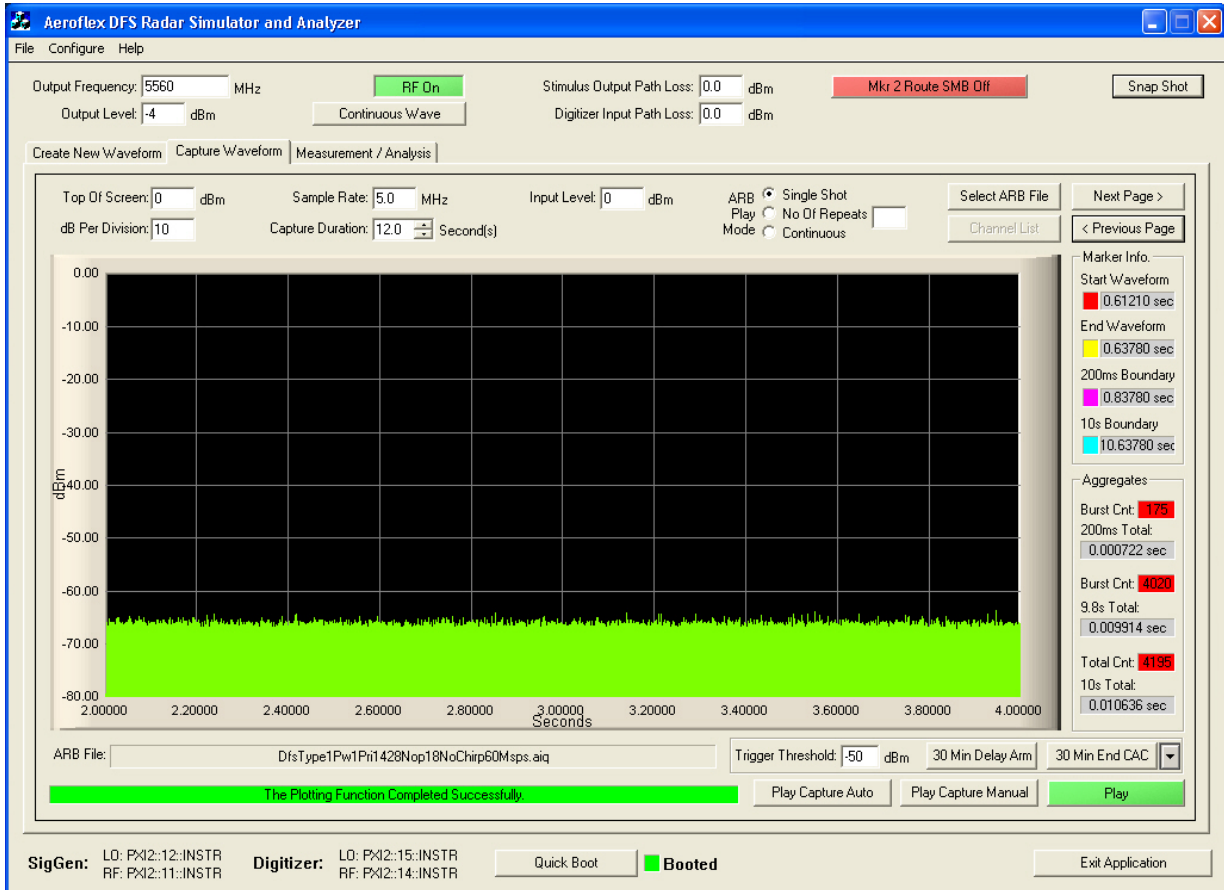 Aeroflex DFS Radar Simulator and Analyzer
File Configure Help
Output Frequency: 5560 MHz
RF On
Stimulus Output Path Loss: 0.0 dBm
Mkr 2 Route SMB Off
Snap Shot
Output Level: -4 dBm
Continuous Wave
Digitizer Input Path Loss: 0.0 dBm
Create New Waveform
Capture Waveform
Measurement / Analysis
Top Of Screen: 0 dBm
Sample Rate: 5.0 MHz
Input Level: 0 dBm
ARB Play Mode
Single Shot
No Of Repeats
Continuous
Select ARB File
Next Page >
dB Per Division: 10
Capture Duration: 12.0 Second(s)
Channel List
< Previous Page
0.00
-10.00
-20.00
-30.00
-40.00
-50.00
-60.00
-70.00
-80.00
dBm
2.00000 2.20000 2.40000 2.60000 2.80000 3.00000 3.20000 3.40000 3.60000 3.80000 4.00000
Seconds
Marker Info.
Start Waveform
0.61210 sec
End Waveform
0.63780 sec
200ms Boundary
0.83780 sec
10s Boundary
10.63780 sec
Aggregates
Burst Cnt: 175
200ms Total:
0.000722 sec
Burst Cnt: 4020
9.8s Total:
0.009914 sec
Total Cnt: 4195
10s Total:
0.010636 sec
ARB File: DfsType1Pw1Pri1428Nop18NoChirp60Msps.aiq
Trigger Threshold: -50 dBm
30 Min Delay Arm
30 Min End CAC
The Plotting Function Completed Successfully.
Play Capture Auto
Play Capture Manual
Play
SigGen:
LO: PXI2::12::INSTR
RF: PXI2::11::INSTR
Digitizer:
LO: PXI2::15::INSTR
RF: PXI2::14::INSTR
Quick Boot
Booted
Exit Application